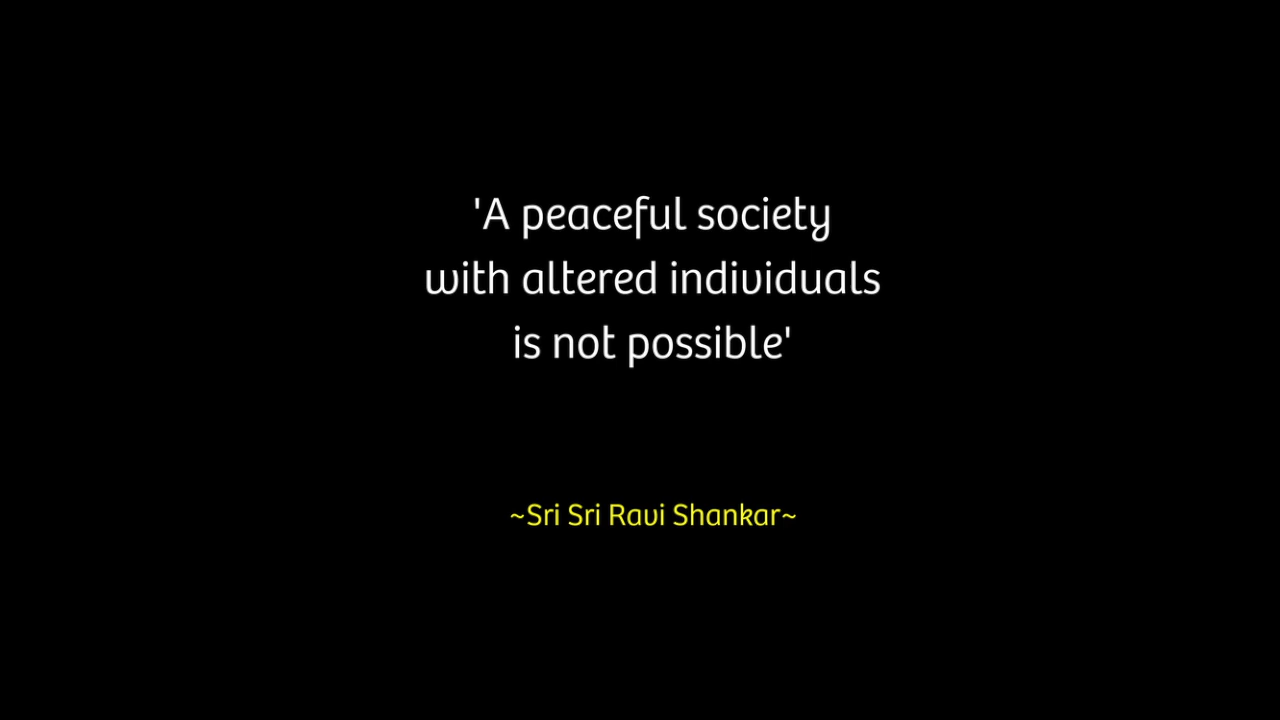 'A peaceful society
with altered individuals
is not possible'
~Sri Sri Ravi Shankar~